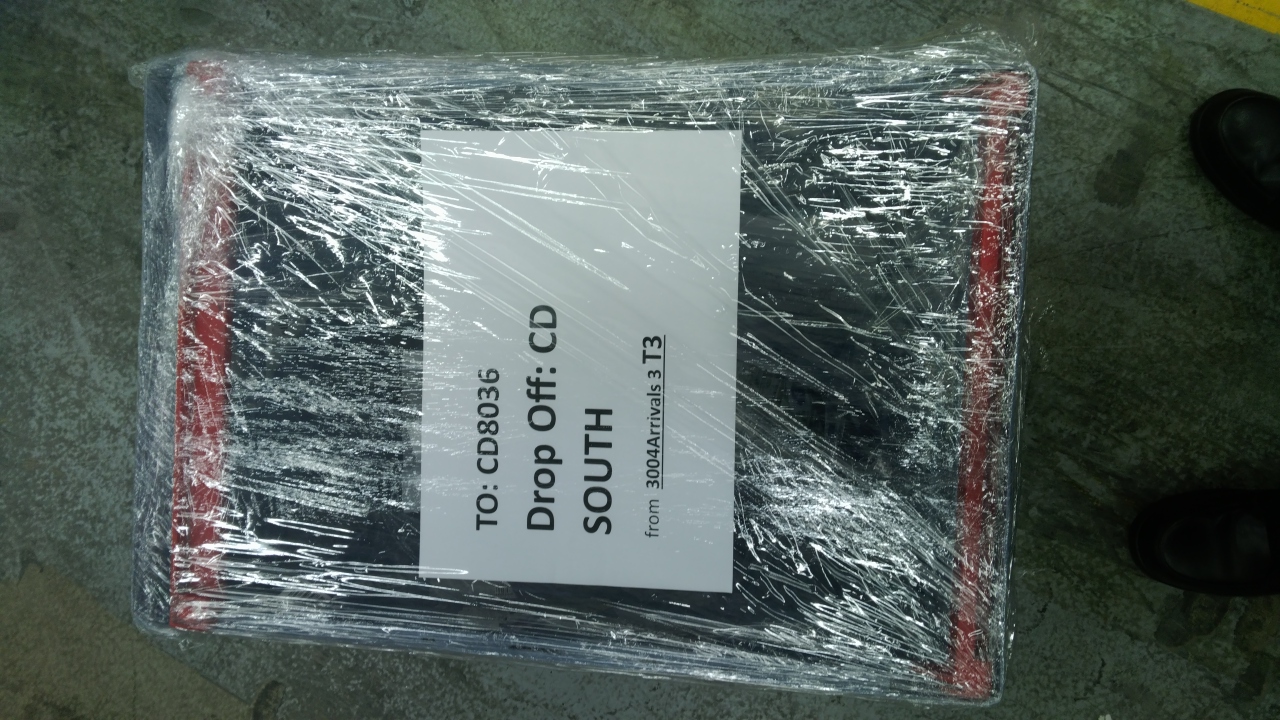 TO: CD8036
Drop Off: CD
SOUTH
from 3004Arrivals 3 T3